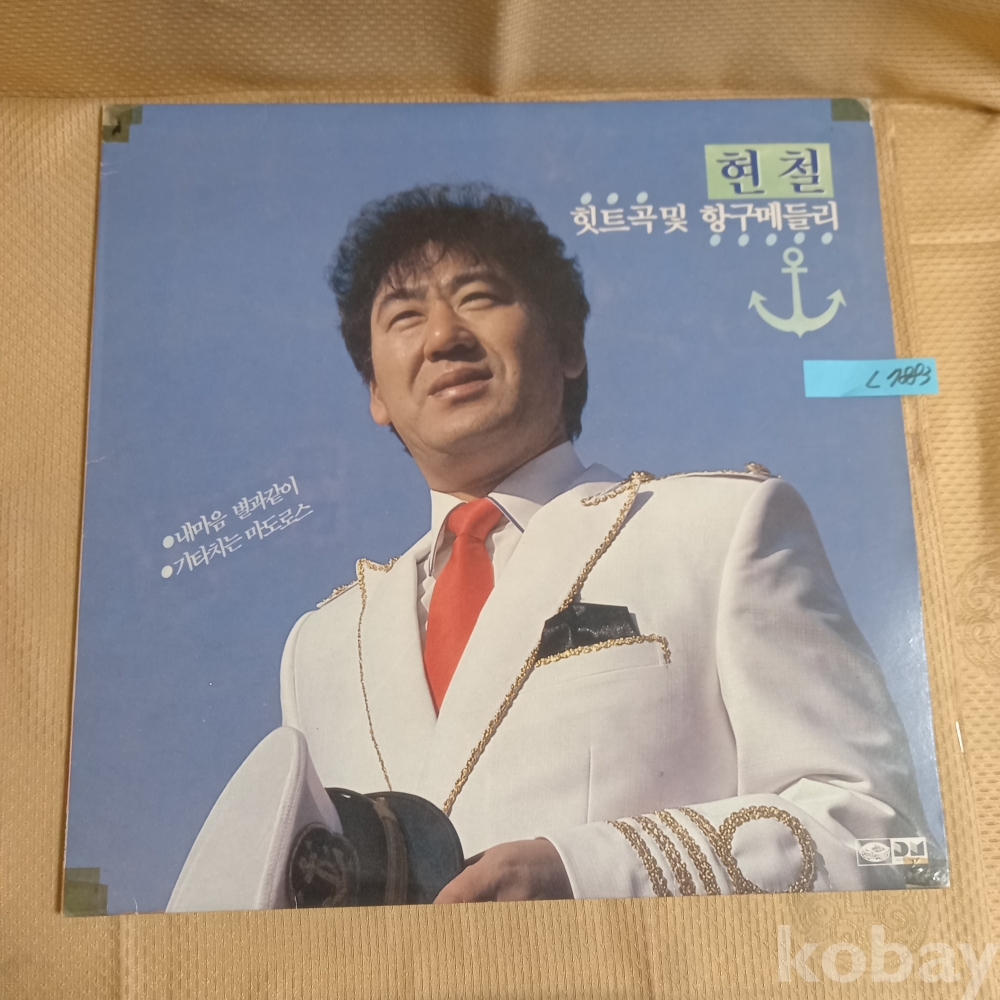 현 철
힛트곡및 항구메들리
L 7893
●내마음 별과같이
●기타치는 마도로스
kobay